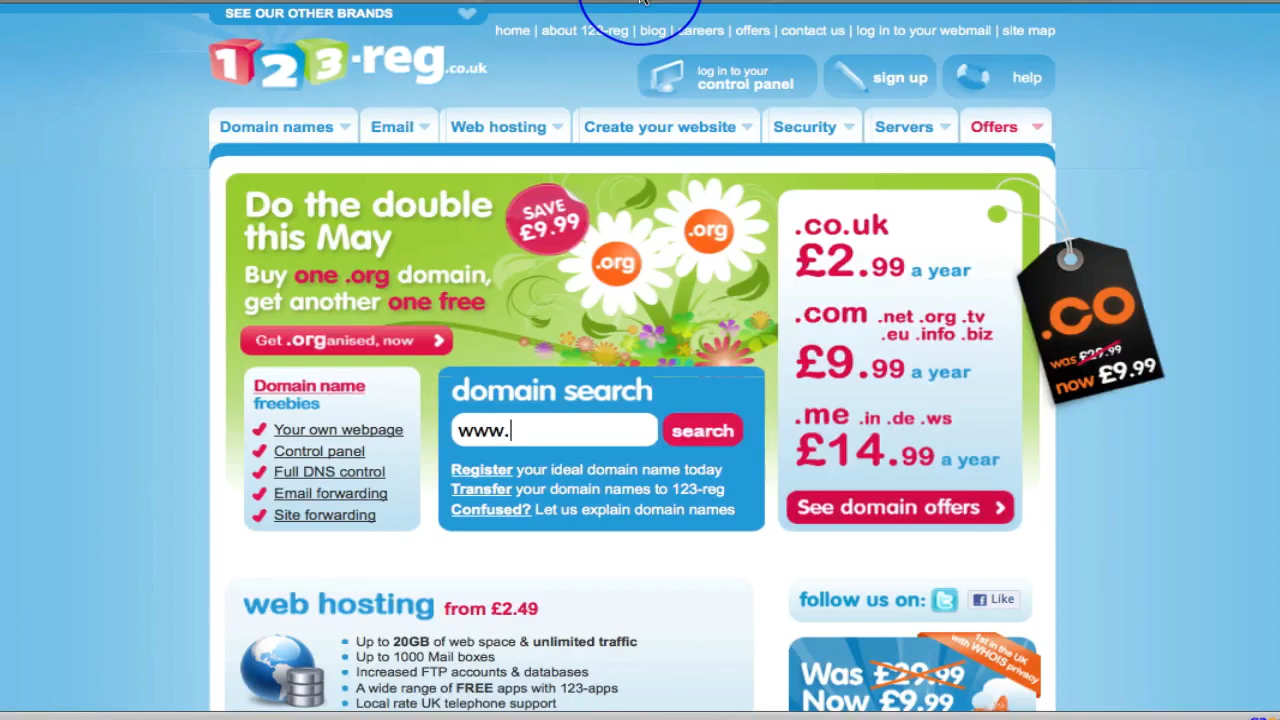 SEE OUR OTHER BRANDS
home | about 123-reg | blog | careers | offers | contact us | log in to your webmail | site map
123-reg.co.uk
log in to your
control panel
sign up
help
Domain names
Email
Web hosting
Create your website
Security
Servers
Offers
Do the double
this May
SAVE
£9.99
.org
.org
Buy one .org domain,
get another one free
Get .organised, now
.co.uk
£2.99 a year
.com .net .org .tv
.eu .info .biz
£9.99 a year
.me .in .de .ws
£14.99 a year
See domain offers
.co
was £29.99
now £9.99
Domain name
freebies
Your own webpage
Control panel
Full DNS control
Email forwarding
Site forwarding
domain search
www.
search
Register your ideal domain name today
Transfer your domain names to 123-reg
Confused? Let us explain domain names
web hosting from £2.49
Up to 20GB of web space & unlimited traffic
Up to 1000 Mail boxes
Increased FTP accounts & databases
A wide range of FREE apps with 123-apps
Local rate UK telephone support
follow us on:
Like
1st in the UK
with WHOIS privacy
Was £29.99
Now £9.99